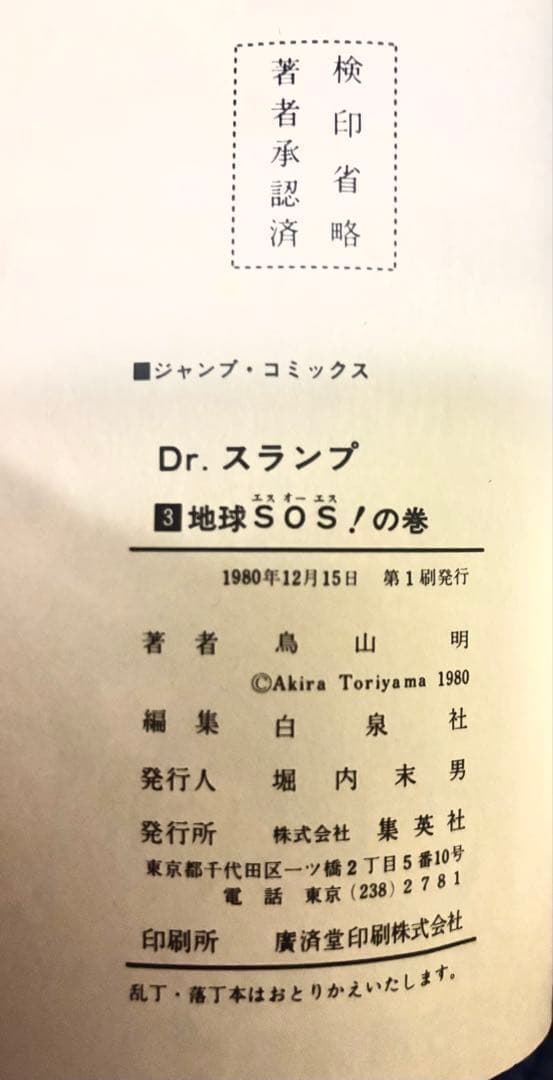 検印省略
著者承認済
■ジャンプ・コミックス
Dr.スランプ
エスオーエス
3地球SOS!の巻
1980年12月15日 第1刷発行
著者 鳥山明
©Akira Toriyama 1980
編集 白泉社
発行人 堀内末男
発行所 株式会社 集英社
東京都千代田区一ツ橋2丁目5番10号
電話 東京(238)2781
印刷所 廣済堂印刷株式会社
乱丁・落丁本はおとりかえいたします。